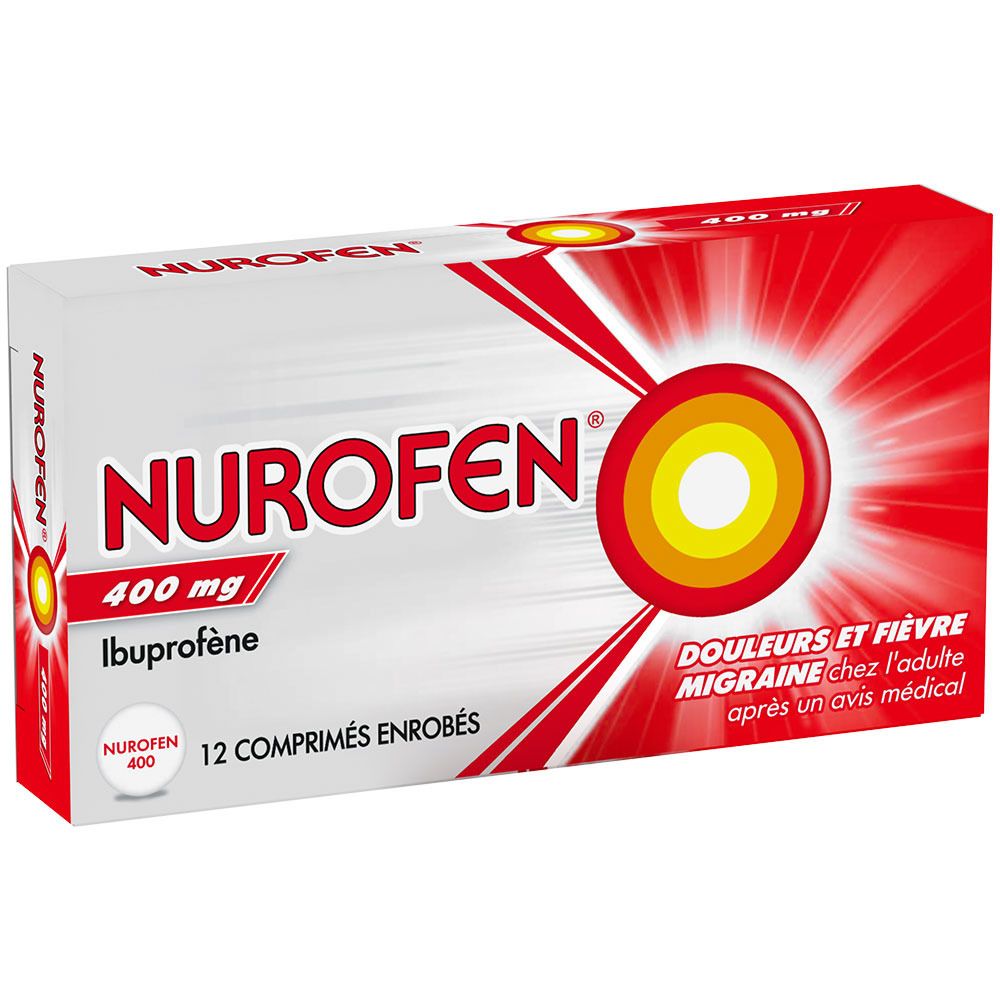 NUROFEN®
400 mg
NUROFEN®
400 mg
NUROFEN®
400 mg
Ibuprofène
NUROFEN
400
12 COMPRIMÉS ENROBÉS
DOULEURS ET FIÈVRE
MIGRAINE chez l'adulte
après un avis médical